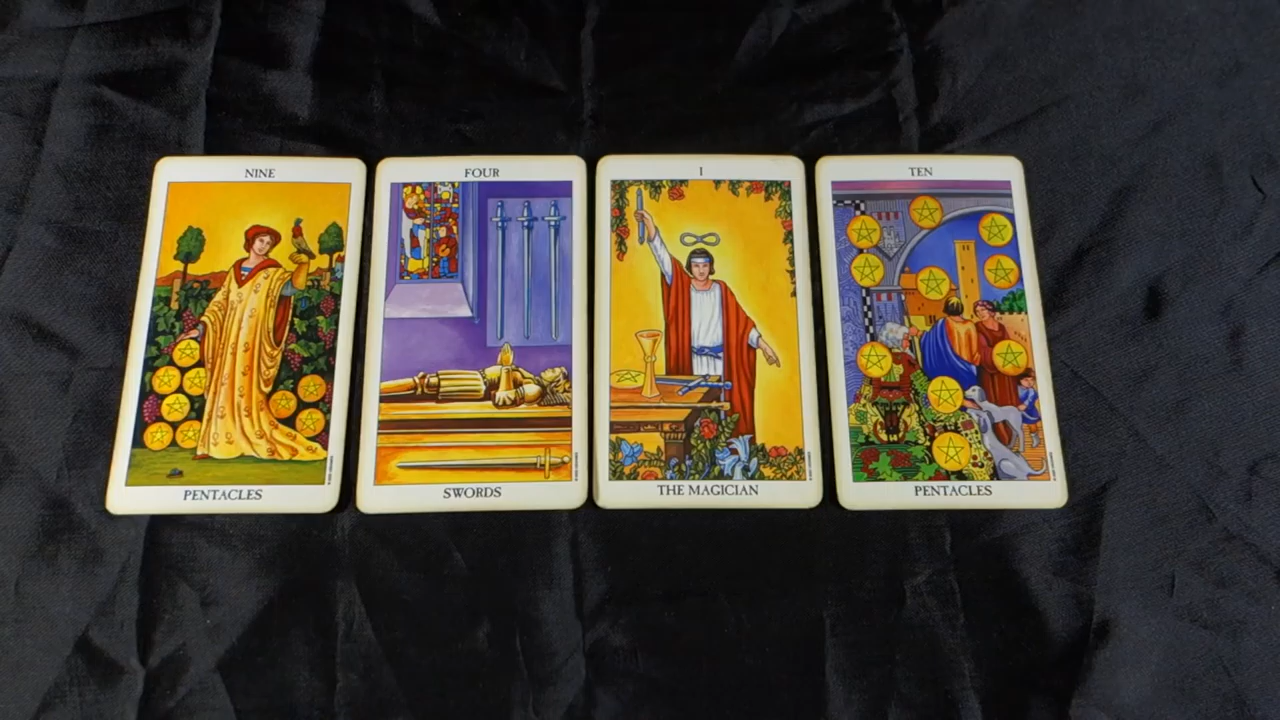 NINE
PENTACLES
FOUR
SWORDS
I
THE MAGICIAN
TEN
PENTACLES